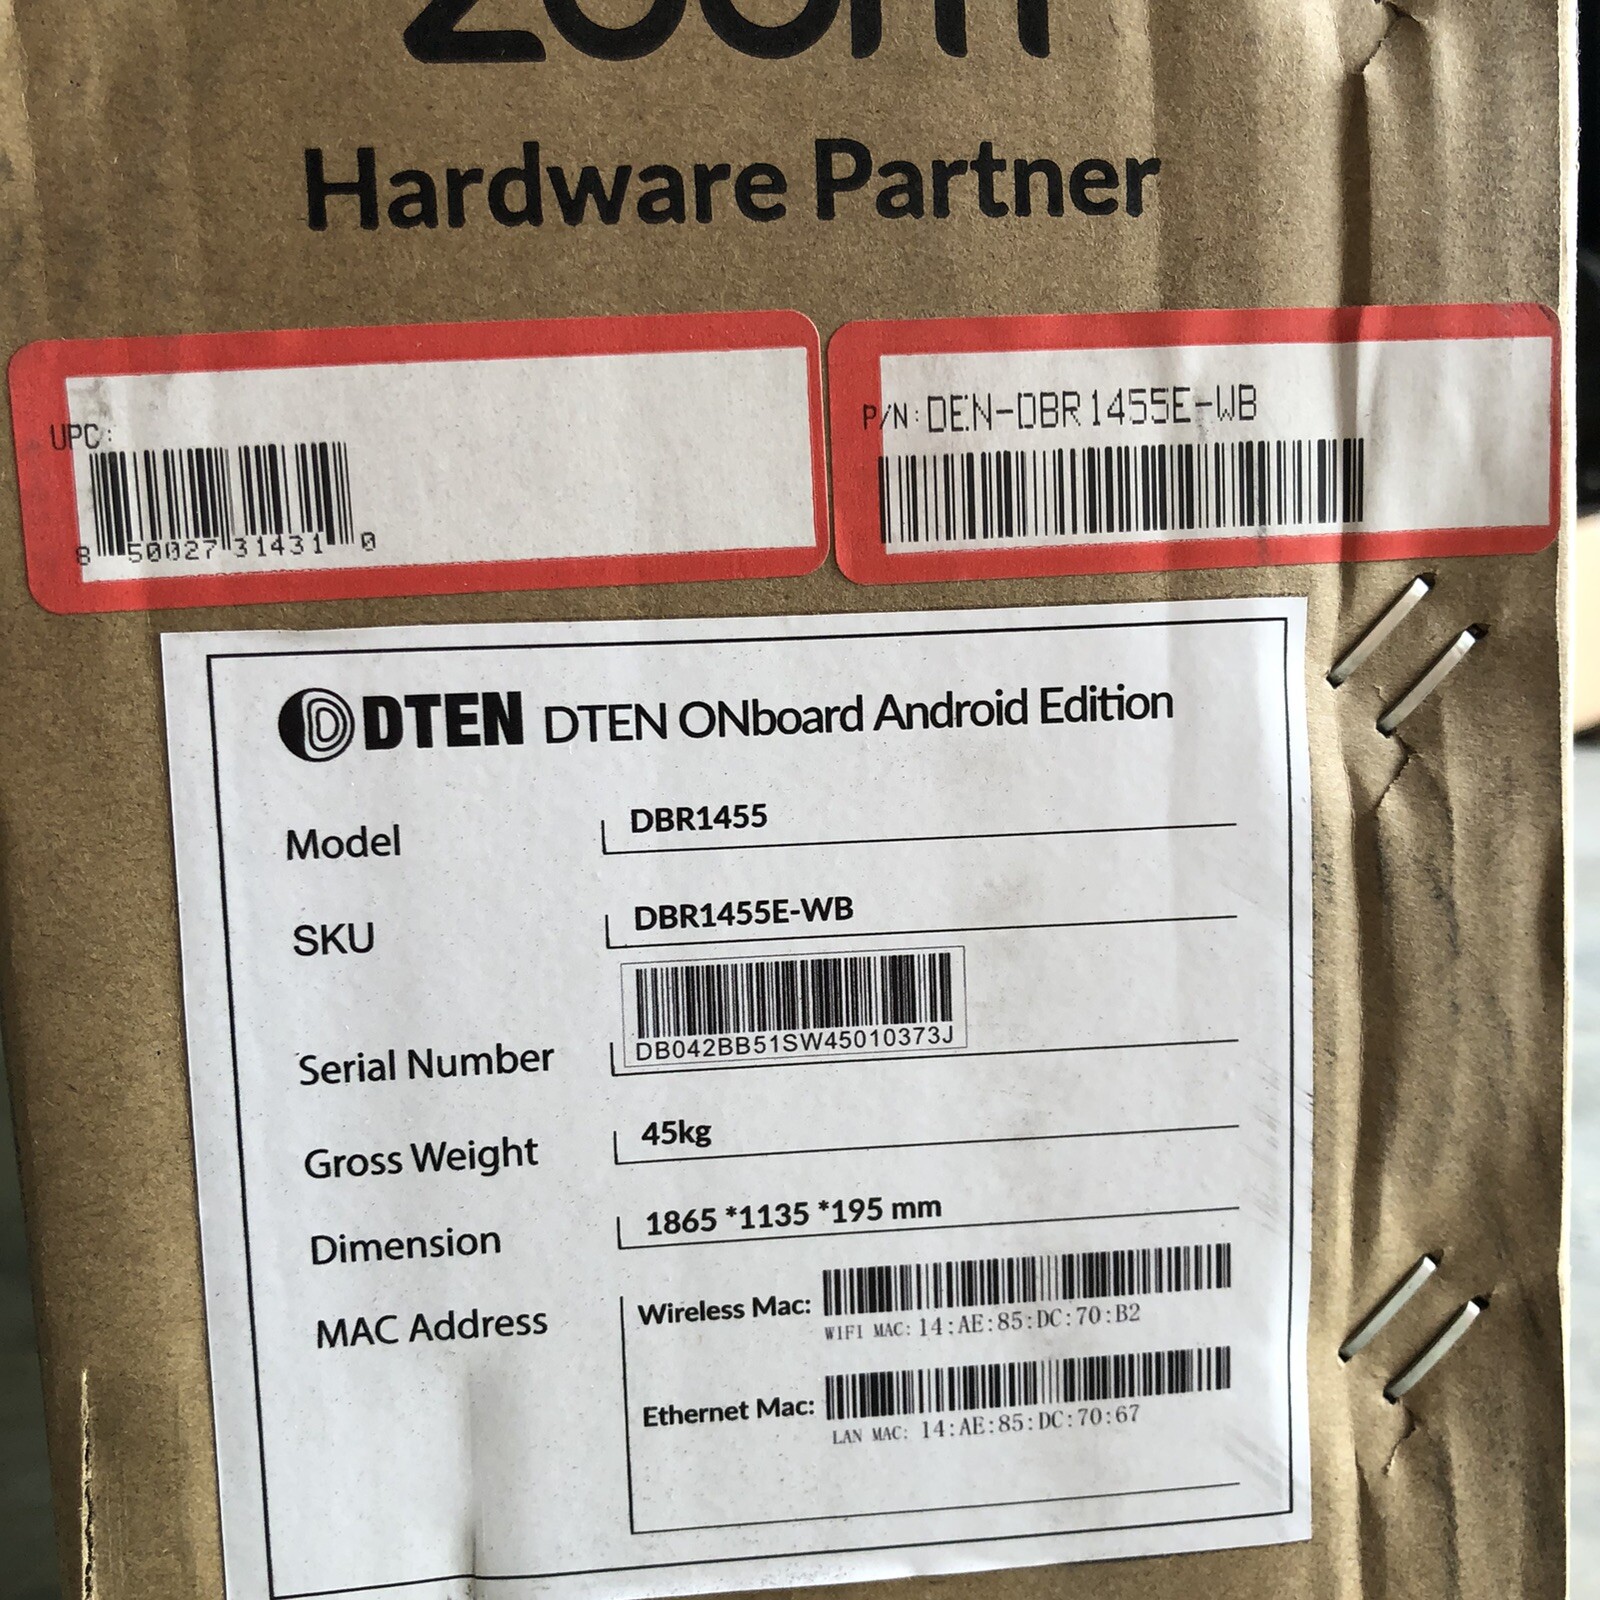 zoom
Hardware Partner
UPC:
8 50027 31431 0
P/N: DEN-DBR1455E-WB
DTEN DTEN ONboard Android Edition
Model DBR1455
SKU DBR1455E-WB
Serial Number DB042BB51SW45010373J
Gross Weight 45kg
Dimension 1865 *1135 *195 mm
MAC Address Wireless Mac:
WIFI MAC: 14:AE:85:DC:70:B2
Ethernet Mac:
LAN MAC: 14:AE:85:DC:70:67